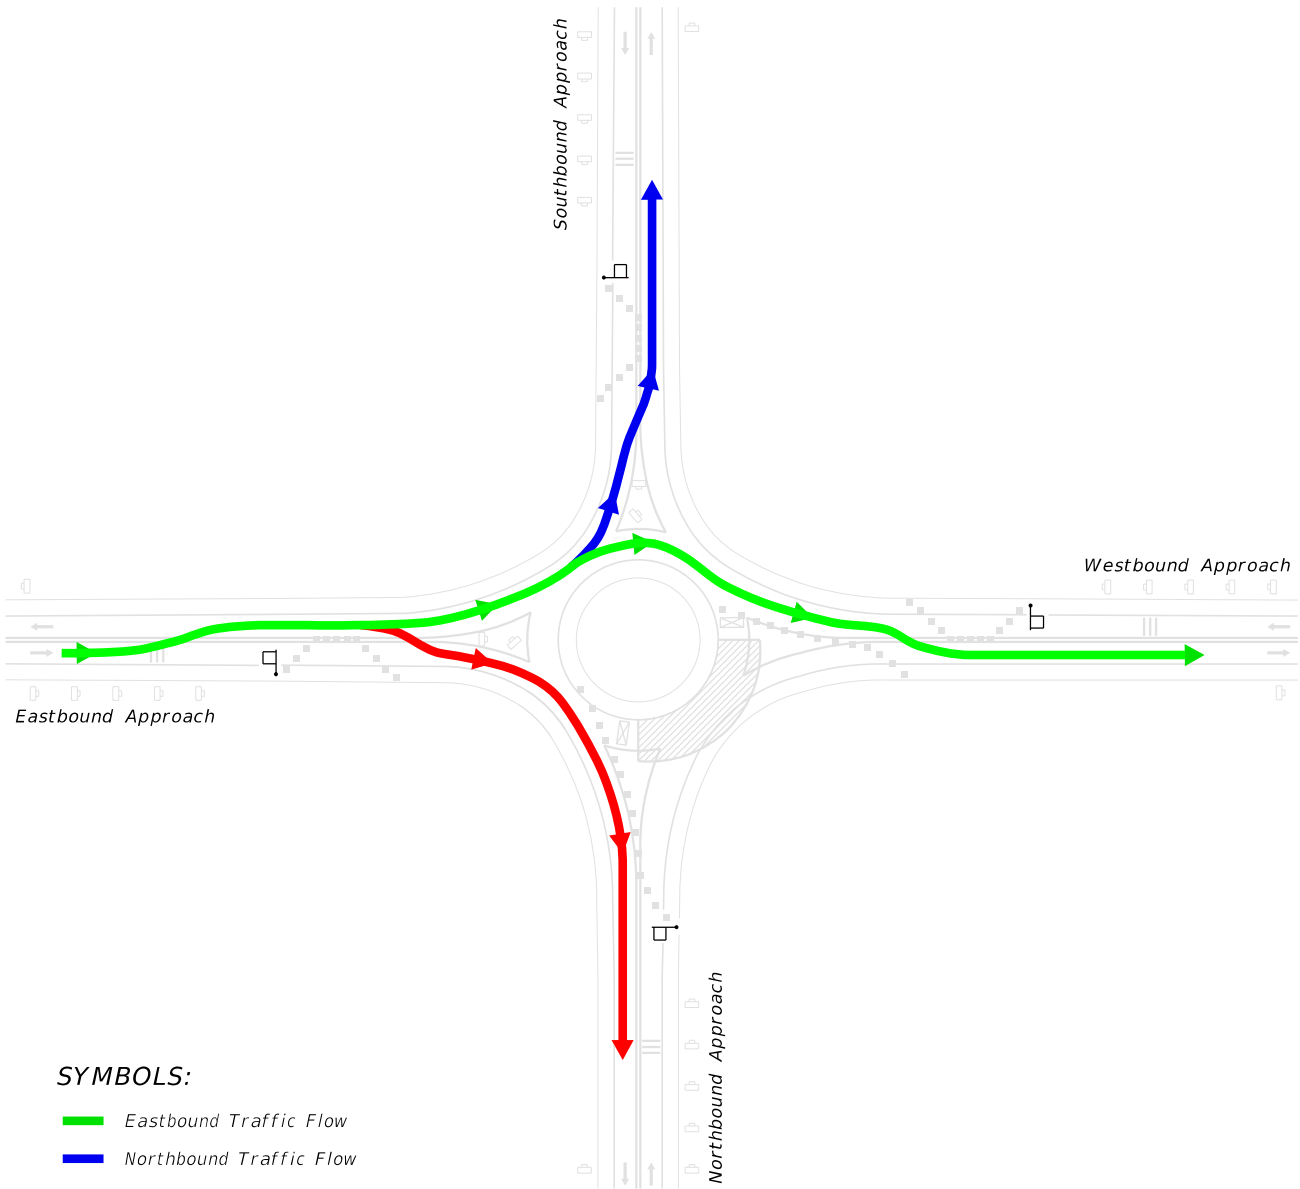 Southbound Approach
Westbound Approach
Eastbound Approach
Northbound Approach
SYMBOLS:
Eastbound Traffic Flow
Northbound Traffic Flow